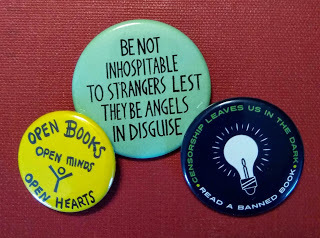 BE NOT
INHOSPITABLE
TO STRANGERS LEST
THEY BE ANGELS
IN DISGUISE
OPEN BOOKS
OPEN MINDS
OPEN HEARTS
• CENSORSHIP LEAVES US IN THE DARK •
READ A BANNED BOOK